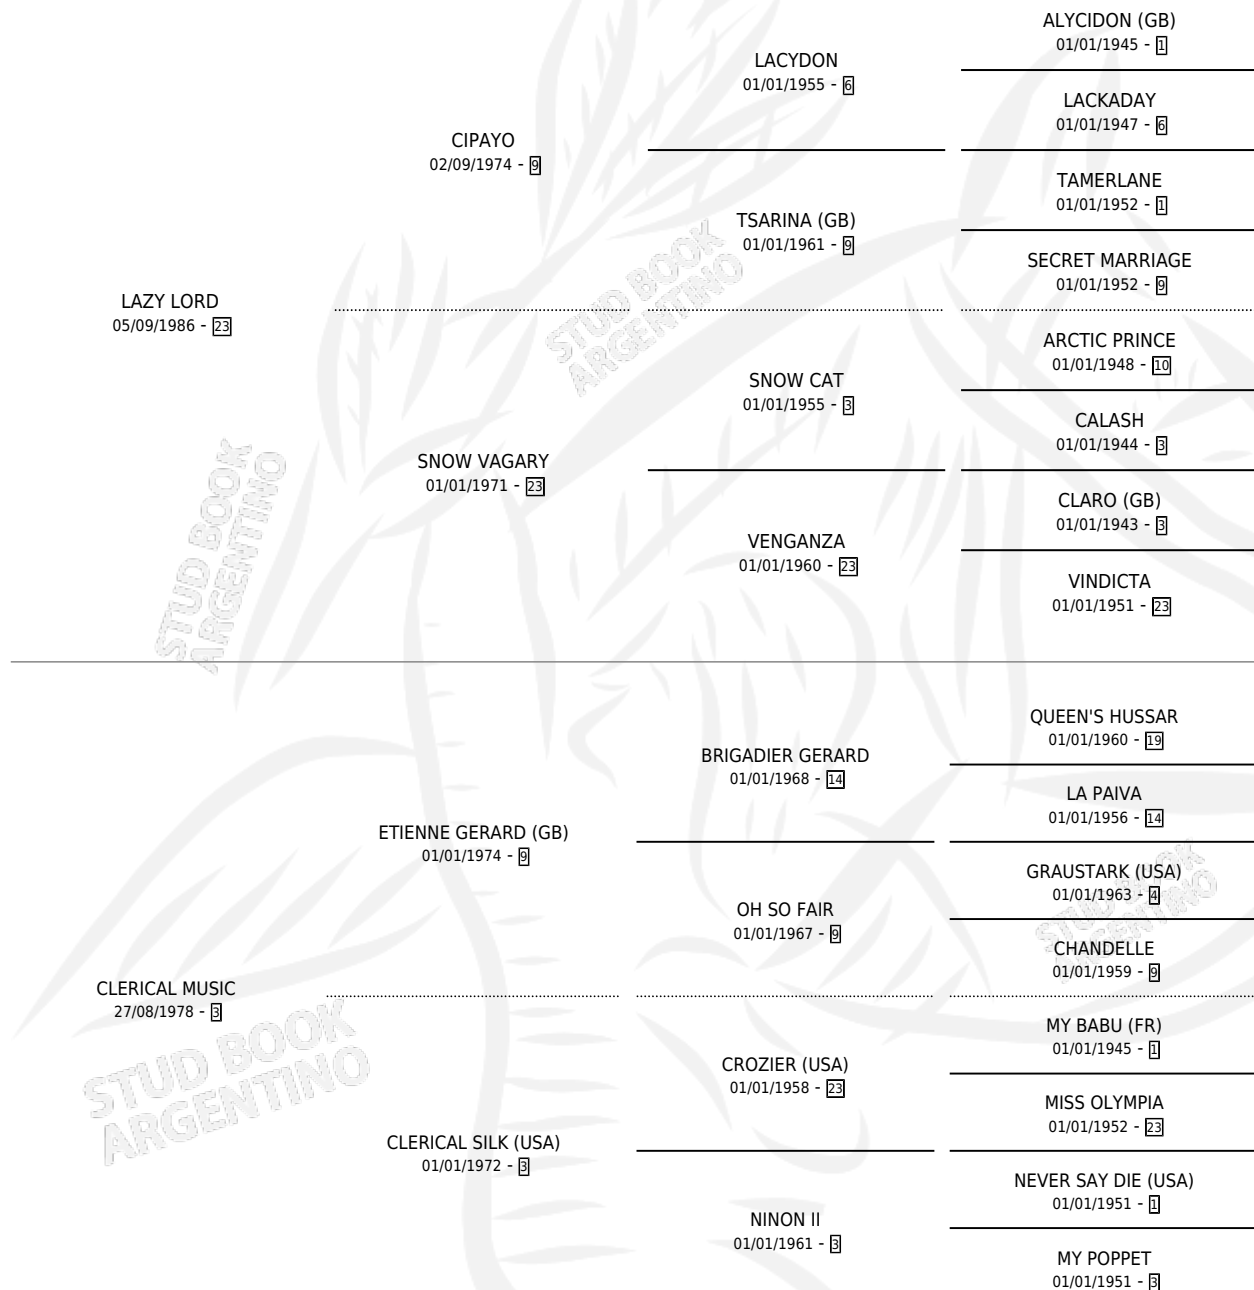 ALYCIDON (GB)
01/01/1945 - 1
LACYDON
01/01/1955 - 6
LACKADAY
01/01/1947 - 6
CIPAYO
02/09/1974 - 9
TAMERLANE
01/01/1952 - 1
TSARINA (GB)
01/01/1961 - 9
SECRET MARRIAGE
01/01/1952 - 9
LAZY LORD
05/09/1986 - 23
ARCTIC PRINCE
01/01/1948 - 10
SNOW CAT
01/01/1955 - 3
CALASH
01/01/1944 - 3
SNOW VAGARY
01/01/1971 - 23
CLARO (GB)
01/01/1943 - 3
VENGANZA
01/01/1960 - 23
VINDICTA
01/01/1951 - 23
QUEEN'S HUSSAR
01/01/1960 - 19
BRIGADIER GERARD
01/01/1968 - 14
LA PAIVA
01/01/1956 - 14
ETIENNE GERARD (GB)
01/01/1974 - 9
GRAUSTARK (USA)
01/01/1963 - 4
OH SO FAIR
01/01/1967 - 9
CHANDELLE
01/01/1959 - 9
CLERICAL MUSIC
27/08/1978 - 3
MY BABU (FR)
01/01/1945 - 1
CROZIER (USA)
01/01/1958 - 23
MISS OLYMPIA
01/01/1952 - 23
CLERICAL SILK (USA)
01/01/1972 - 3
NEVER SAY DIE (USA)
01/01/1951 - 1
NINON II
01/01/1961 - 3
MY POPPET
01/01/1951 - 3
STUD BOOK
ARGENTINO
STUD BOOK
ARGENTINO
STUD BOOK
ARGENTINO
STUD BOOK
ARGENTINO